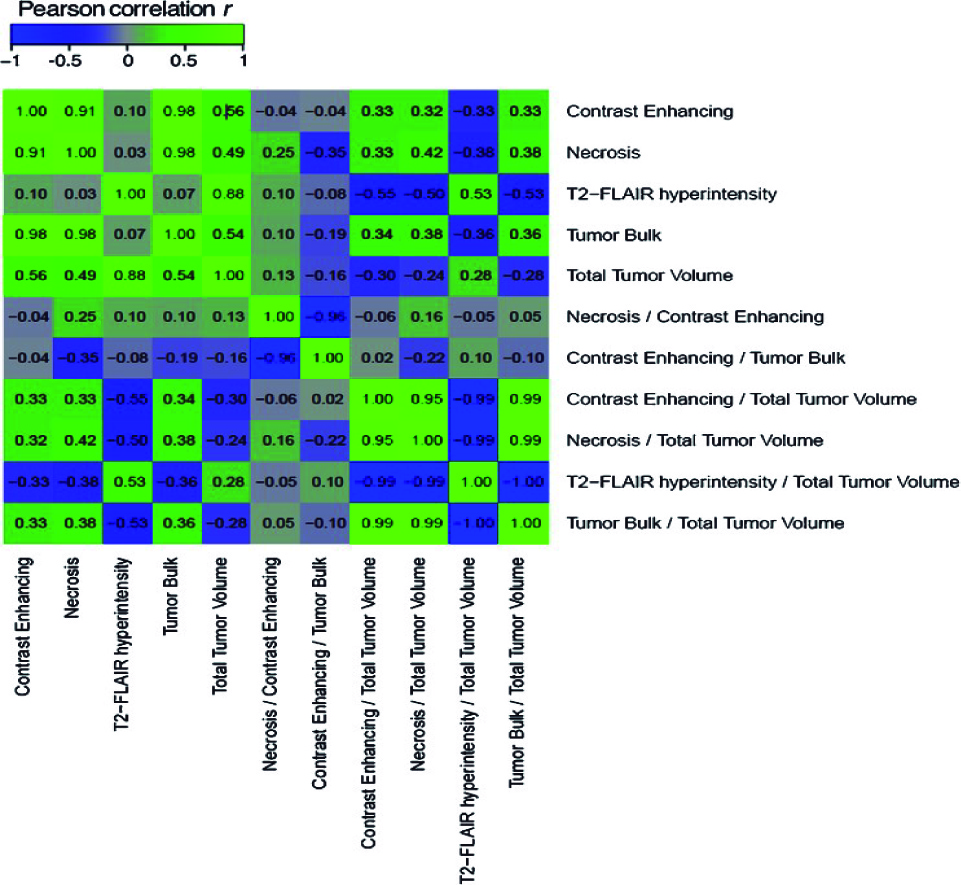 Pearson correlation r
−1 -0.5 0 0.5 1
1.00 0.91 0.10 0.98 0.56 −0.04 −0.04 0.33 0.32 −0.33 0.33 Contrast Enhancing
0.91 1.00 0.03 0.98 0.49 0.25 −0.35 0.33 0.42 −0.38 0.38 Necrosis
0.10 0.03 1.00 0.07 0.88 0.10 −0.08 −0.55 −0.50 0.53 −0.53 T2−FLAIR hyperintensity
0.98 0.98 0.07 1.00 0.54 0.10 −0.19 0.34 0.38 −0.36 0.36 Tumor Bulk
0.56 0.49 0.88 0.54 1.00 0.13 −0.16 −0.30 −0.24 0.28 −0.28 Total Tumor Volume
−0.04 0.25 0.10 0.10 0.13 1.00 −0.96 −0.06 0.16 −0.05 0.05 Necrosis / Contrast Enhancing
−0.04 −0.35 −0.08 −0.19 −0.16 −0.96 1.00 0.02 −0.22 0.10 −0.10 Contrast Enhancing / Tumor Bulk
0.33 0.33 −0.55 0.34 −0.30 −0.06 0.02 1.00 0.95 −0.99 0.99 Contrast Enhancing / Total Tumor Volume
0.32 0.42 −0.50 0.38 −0.24 0.16 −0.22 0.95 1.00 −0.99 0.99 Necrosis / Total Tumor Volume
−0.33 −0.38 0.53 −0.36 0.28 −0.05 0.10 −0.99 −0.99 1.00 −1.00 T2−FLAIR hyperintensity / Total Tumor Volume
0.33 0.38 −0.53 0.36 −0.28 0.05 −0.10 0.99 0.99 −1.00 1.00 Tumor Bulk / Total Tumor Volume
Contrast Enhancing
Necrosis
T2−FLAIR hyperintensity
Tumor Bulk
Total Tumor Volume
Necrosis / Contrast Enhancing
Contrast Enhancing / Tumor Bulk
Contrast Enhancing / Total Tumor Volume
Necrosis / Total Tumor Volume
T2−FLAIR hyperintensity / Total Tumor Volume
Tumor Bulk / Total Tumor Volume